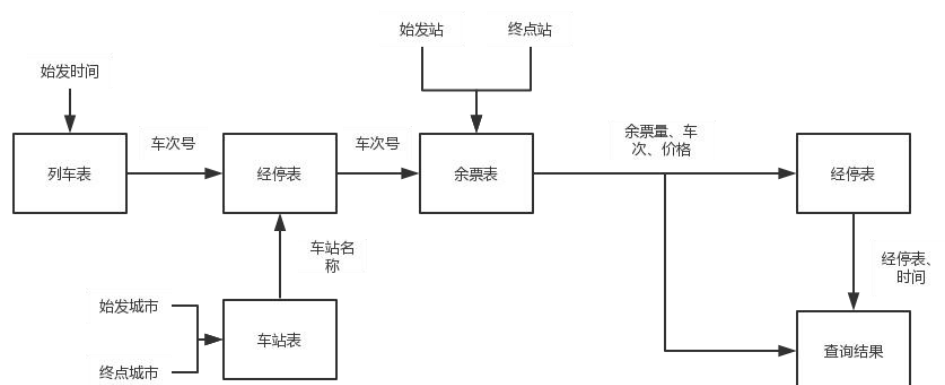 始发站
终点站
始发时间
车次号
车次号
余票量、车
次、价格
列车表
经停表
余票表
经停表
车站名
称
经停表、
时间
始发城市
终点城市
车站表
查询结果